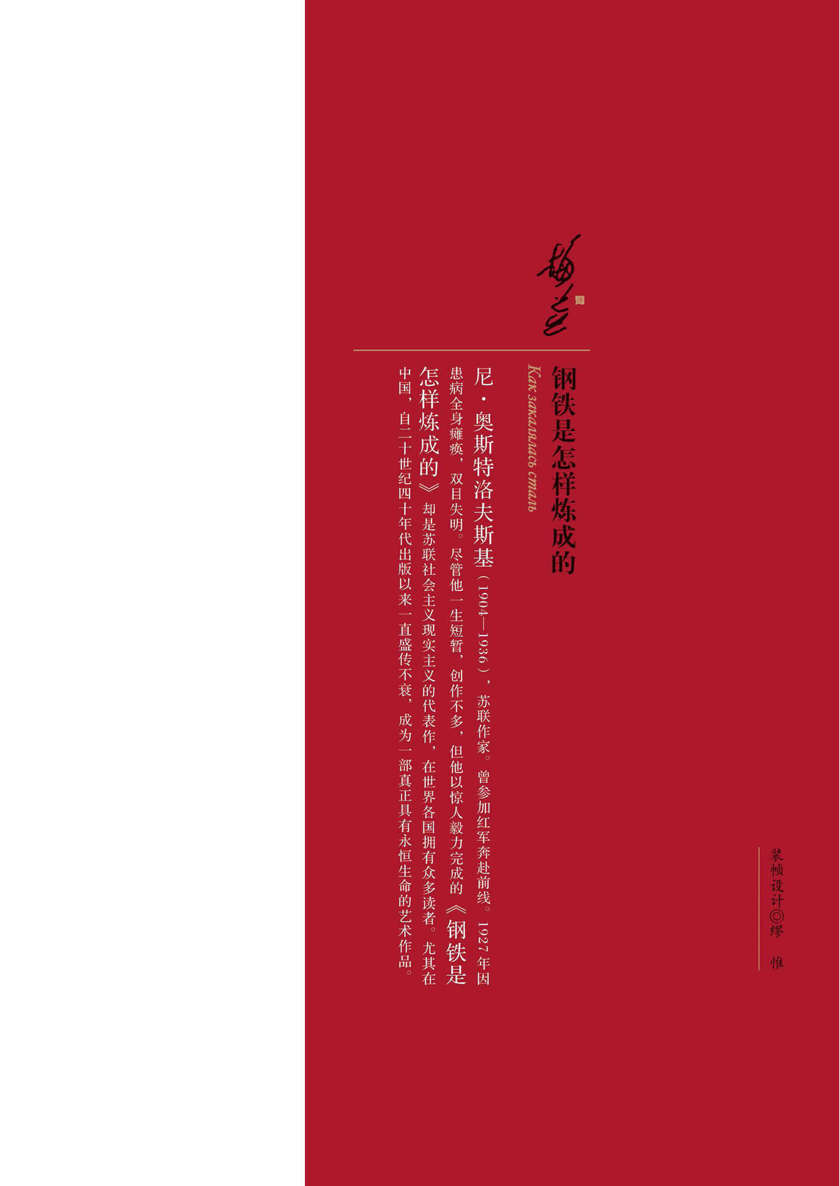 钢铁是怎样炼成的
Как закалялась сталь
尼·奥斯特洛夫斯基（1904—1936），苏联作家。曾参加红军奔赴前线。1927年因
患病全身瘫痪，双目失明。尽管他一生短暂，创作不多，但他以惊人毅力完成的《钢铁是
怎样炼成的》却是苏联社会主义现实主义的代表作，在世界各国拥有众多读者。尤其在
中国，自二十世纪四十年代出版以来一直盛传不衰，成为一部真正具有永恒生命的艺术作品。
装帧设计◎缪 惟